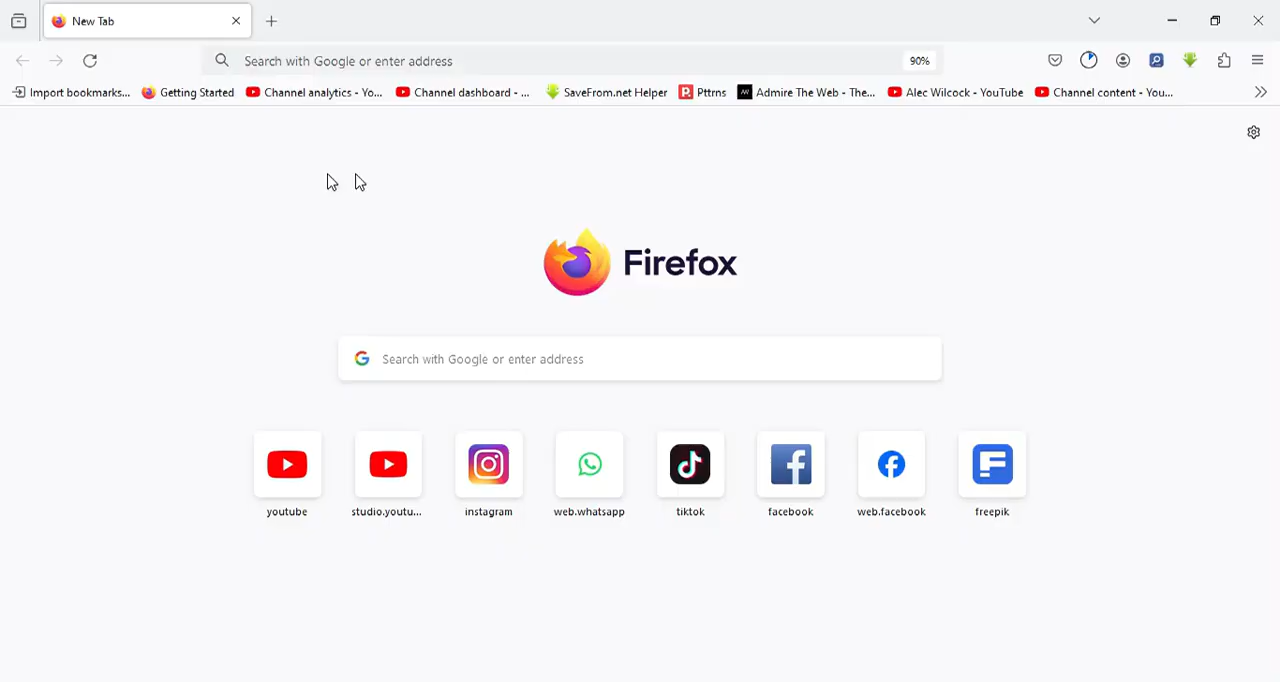 New Tab
Search with Google or enter address
90%
Import bookmarks...
Getting Started
Channel analytics - Yo...
Channel dashboard - ...
SaveFrom.net Helper
Pttrns
Admire The Web - The...
Alec Wilcock - YouTube
Channel content - You...
Firefox
Search with Google or enter address
youtube
studio.youtu...
instagram
web.whatsapp
tiktok
facebook
web.facebook
freepik